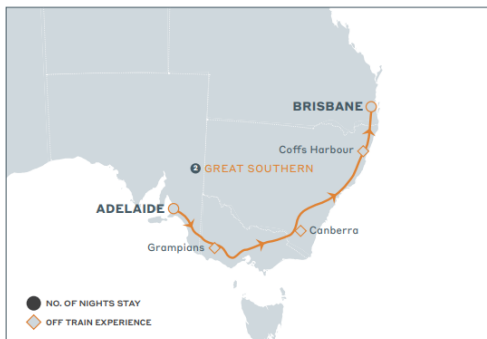 BRISBANE
Coffs Harbour
2 GREAT SOUTHERN
ADELAIDE
Canberra
Grampians
NO. OF NIGHTS STAY
OFF TRAIN EXPERIENCE